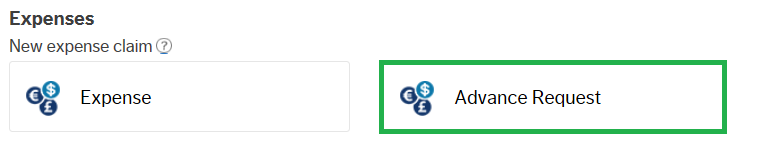 Expenses
New expense claim ?
Expense
Advance Request